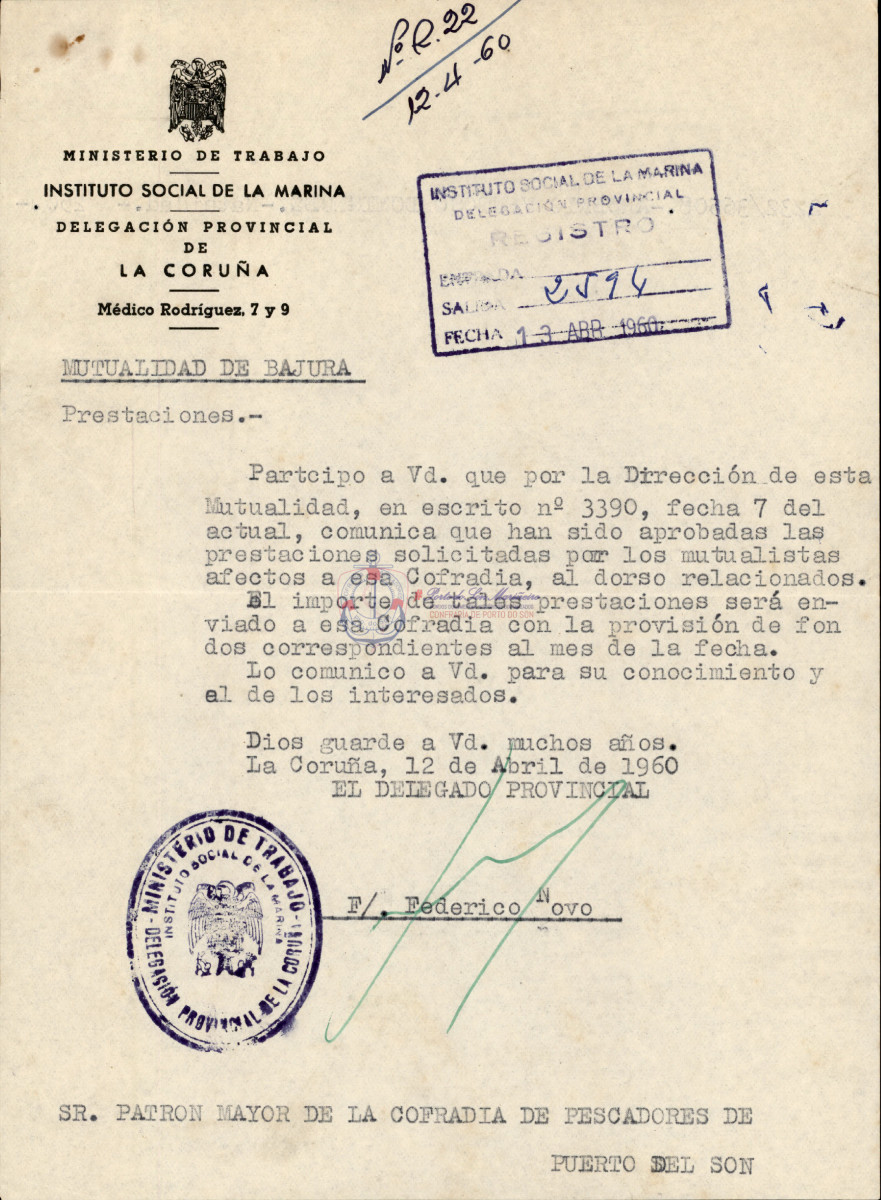 Nº R. 22
12-4-60
MINISTERIO DE TRABAJO
INSTITUTO SOCIAL DE LA MARINA
DELEGACIÓN PROVINCIAL
DE
LA CORUÑA
Médico Rodríguez, 7 y 9
INSTITUTO SOCIAL DE LA MARINA
DELEGACIÓN PROVINCIAL
REGISTRO
ENTRADA
SALIDA 2594
FECHA 13 ABR 1960
MUTUALIDAD DE BAJURA
Prestaciones.-
Partcipo a Vd. que por la Dirección de esta
Mutualidad, en escrito nº 3390, fecha 7 del
actual, comunica que han sido aprobadas las
prestaciones solicitadas por los mutualistas
afectos a esa Cofradia, al dorso relacionados.
El importe de tales prestaciones será en-
viado a esa Cofradia con la provisión de fon
dos correspondientes al mes de la fecha.
Lo comunico a Vd. para su conocimiento y
el de los interesados.
Dios guarde a Vd. muchos años.
La Coruña, 12 de Abril de 1960
EL DELEGADO PROVINCIAL
F/. Federico Novo
MINISTERIO DE TRABAJO
INSTITUTO SOCIAL DE LA MARINA
DELEGACIÓN PROVINCIAL DE LA CORUÑA
CONFRARIA DE PORTO DO SON
SR. PATRON MAYOR DE LA COFRADIA DE PESCADORES DE
PUERTO DEL SON